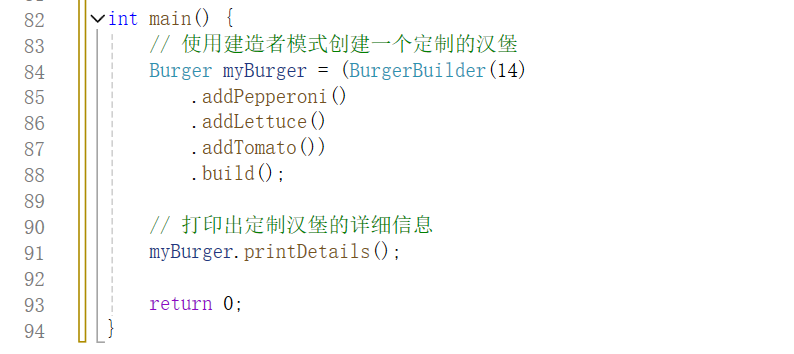 82 int main() {
83 // 使用建造者模式创建一个定制的汉堡
84 Burger myBurger = (BurgerBuilder(14)
85 .addPepperoni()
86 .addLettuce()
87 .addTomato())
88 .build();
89
90 // 打印出定制汉堡的详细信息
91 myBurger.printDetails();
92
93 return 0;
94 }